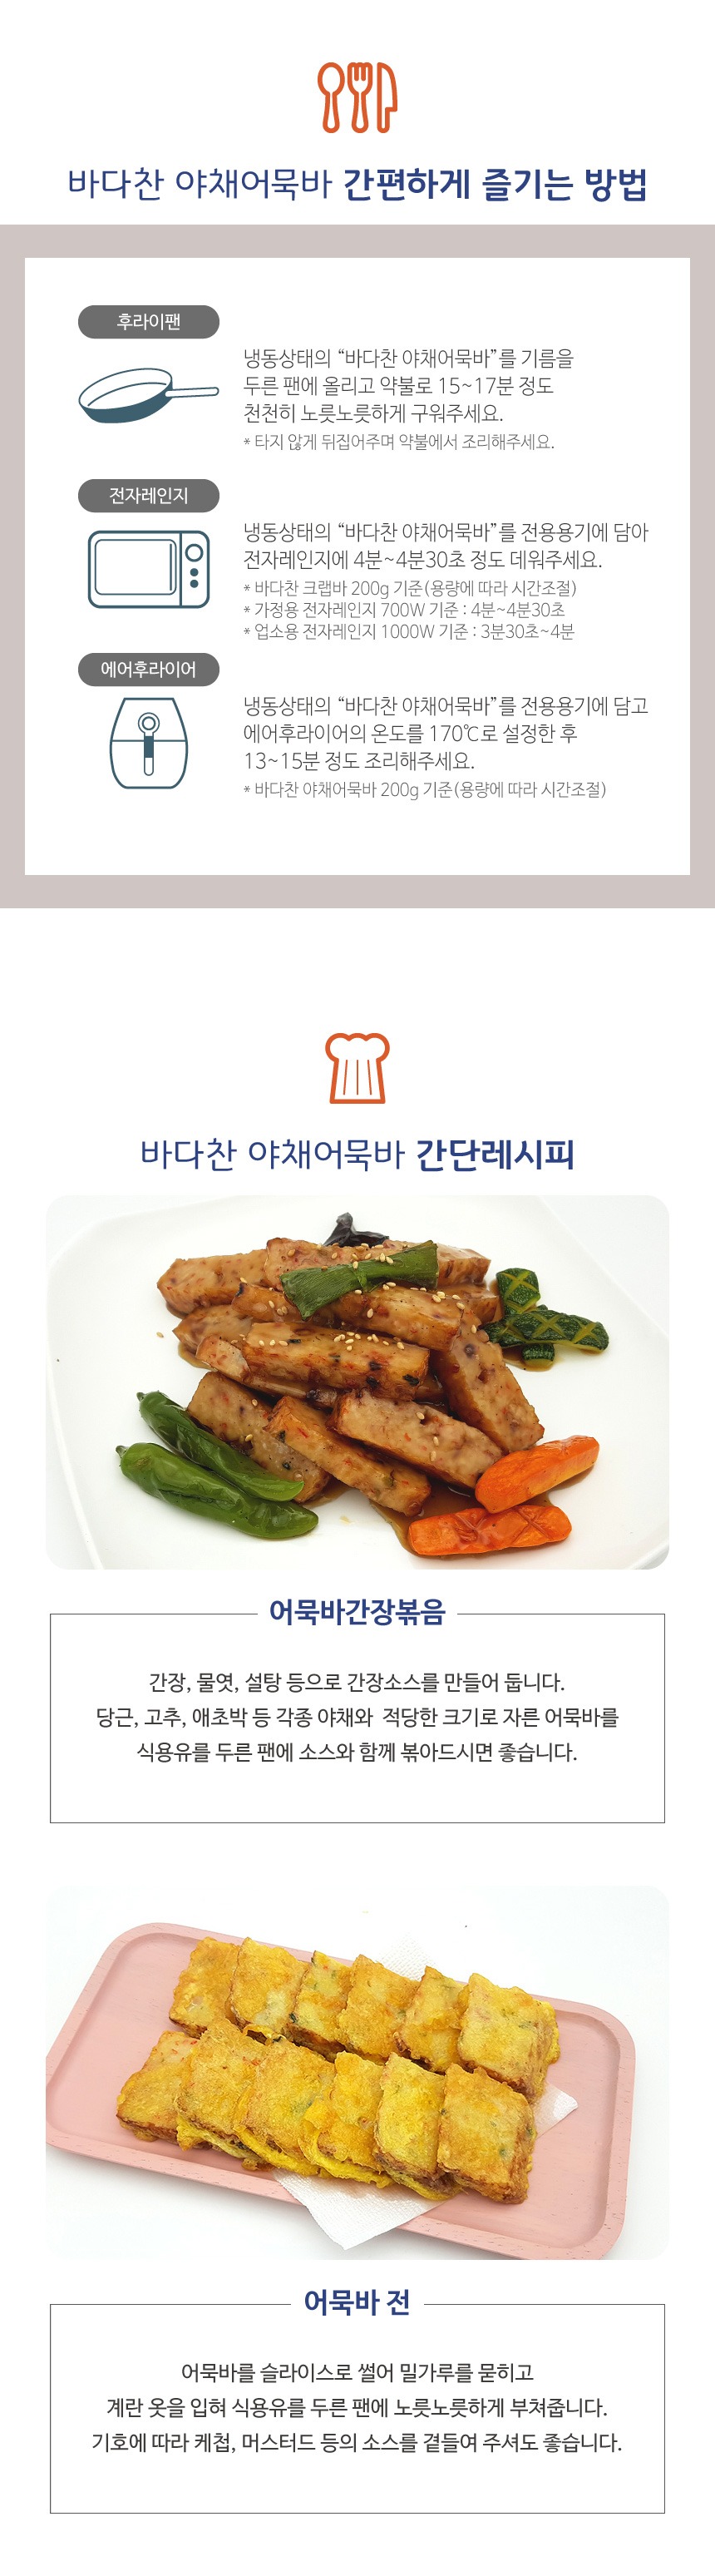 바다찬 야채어묵바 간편하게 즐기는 방법
후라이팬
냉동상태의 “바다찬 야채어묵바”를 기름을
두른 팬에 올리고 약불로 15~17분 정도
천천히 노릇노릇하게 구워주세요.
* 타지 않게 뒤집어주며 약불에서 조리해주세요.
전자레인지
냉동상태의 “바다찬 야채어묵바”를 전용용기에 담아
전자레인지에 4분~4분30초 정도 데워주세요.
* 바다찬 크랩바 200g 기준(용량에 따라 시간조절)
* 가정용 전자레인지 700W 기준 : 4분~4분30초
* 업소용 전자레인지 1000W 기준 : 3분30초~4분
에어후라이어
냉동상태의 “바다찬 야채어묵바”를 전용용기에 담고
에어후라이어의 온도를 170℃로 설정한 후
13~15분 정도 조리해주세요.
* 바다찬 야채어묵바 200g 기준(용량에 따라 시간조절)
바다찬 야채어묵바 간단레시피
어묵바간장볶음
간장, 물엿, 설탕 등으로 간장소스를 만들어 둡니다.
당근, 고추, 애초박 등 각종 야채와 적당한 크기로 자른 어묵바를
식용유를 두른 팬에 소스와 함께 볶아드시면 좋습니다.
어묵바 전
어묵바를 슬라이스로 썰어 밀가루를 묻히고
계란 옷을 입혀 식용유를 두른 팬에 노릇노릇하게 부쳐줍니다.
기호에 따라 케첩, 머스터드 등의 소스를 곁들여 주셔도 좋습니다.